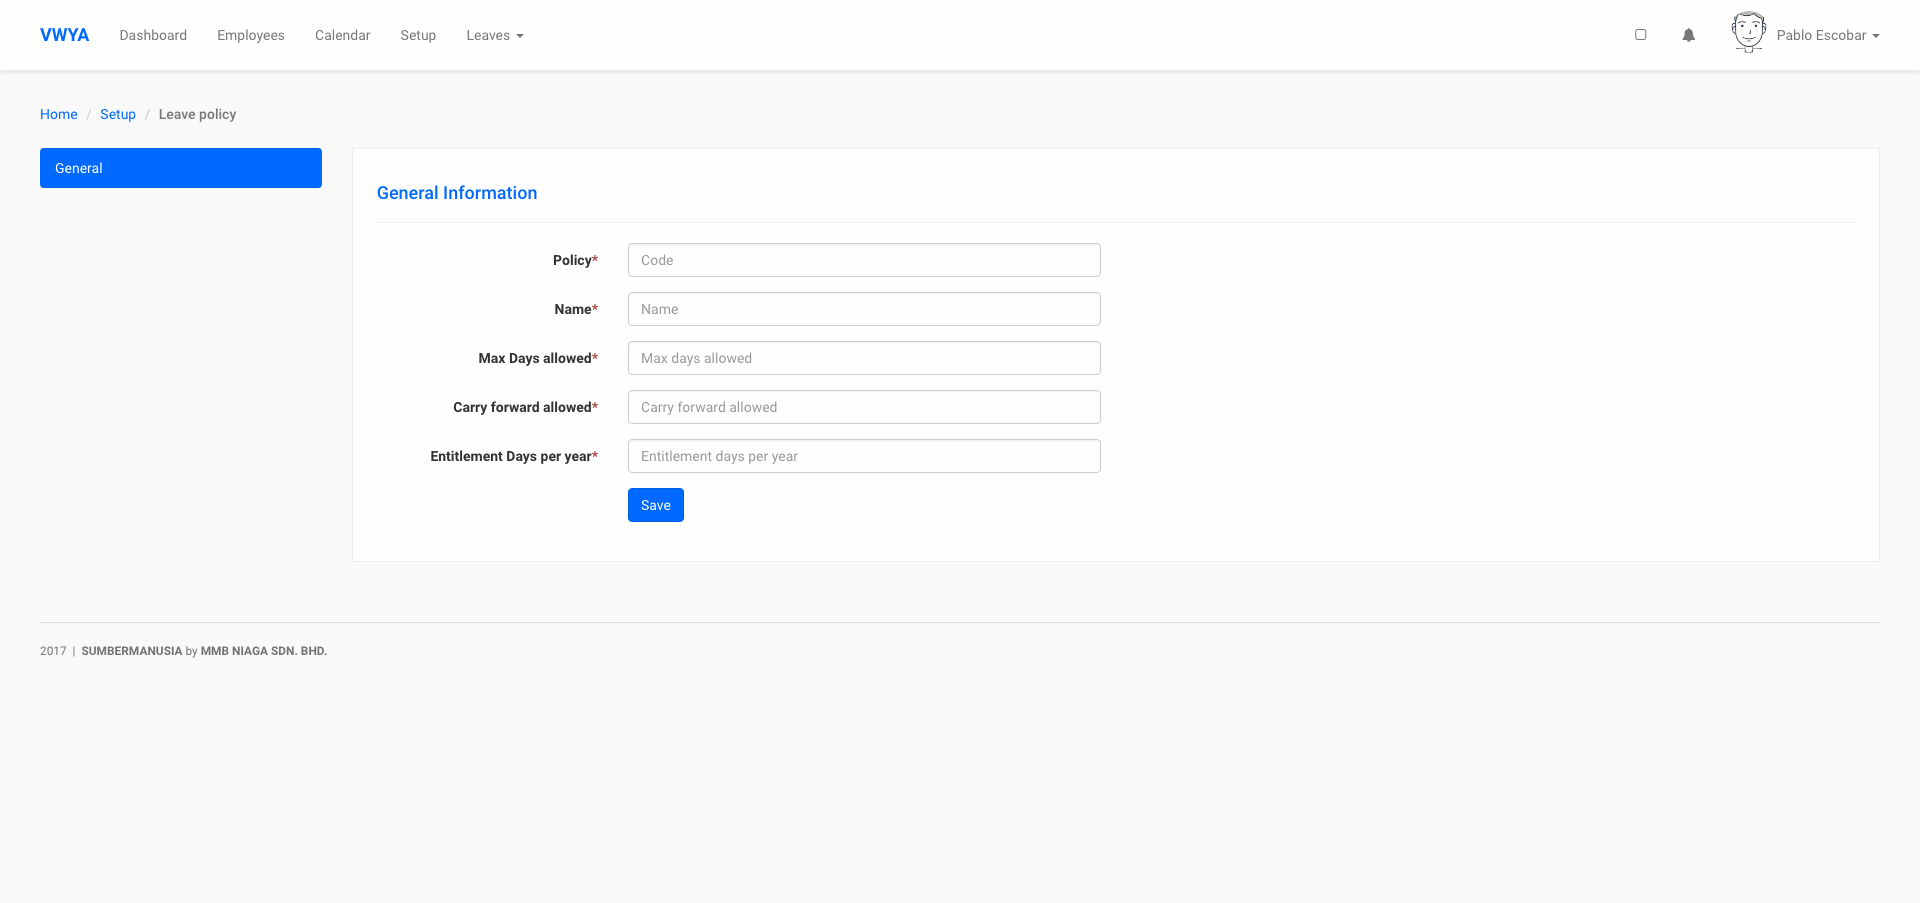 VWYA Dashboard Employees Calendar Setup Leaves Pablo Escobar
Home / Setup / Leave policy
General
General Information
Policy* Code
Name* Name
Max Days allowed* Max days allowed
Carry forward allowed* Carry forward allowed
Entitlement Days per year* Entitlement days per year
Save
2017 | SUMBERMANUSIA by MMB NIAGA SDN. BHD.